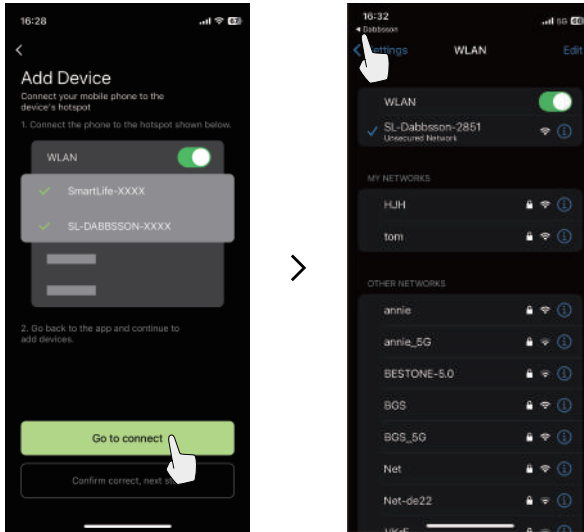 16:28
Add Device
Connect your mobile phone to the
device's hotspot
1. Connect the phone to the hotspot shown below.
WLAN
SmartLife-XXXX
SL-DABBSSON-XXXX
2. Go back to the app and continue to
add devices.
Go to connect
Confirm correct, next
16:32
5G
Dabbsson
WLAN
Edit
WLAN
SL-Dabbsson-2851
Unsecured Network
MY NETWORKS
HJH
tom
OTHER NETWORKS
annie
annie_5G
BESTONE-5.0
BGS
BGS_5G
Net
Net-de22